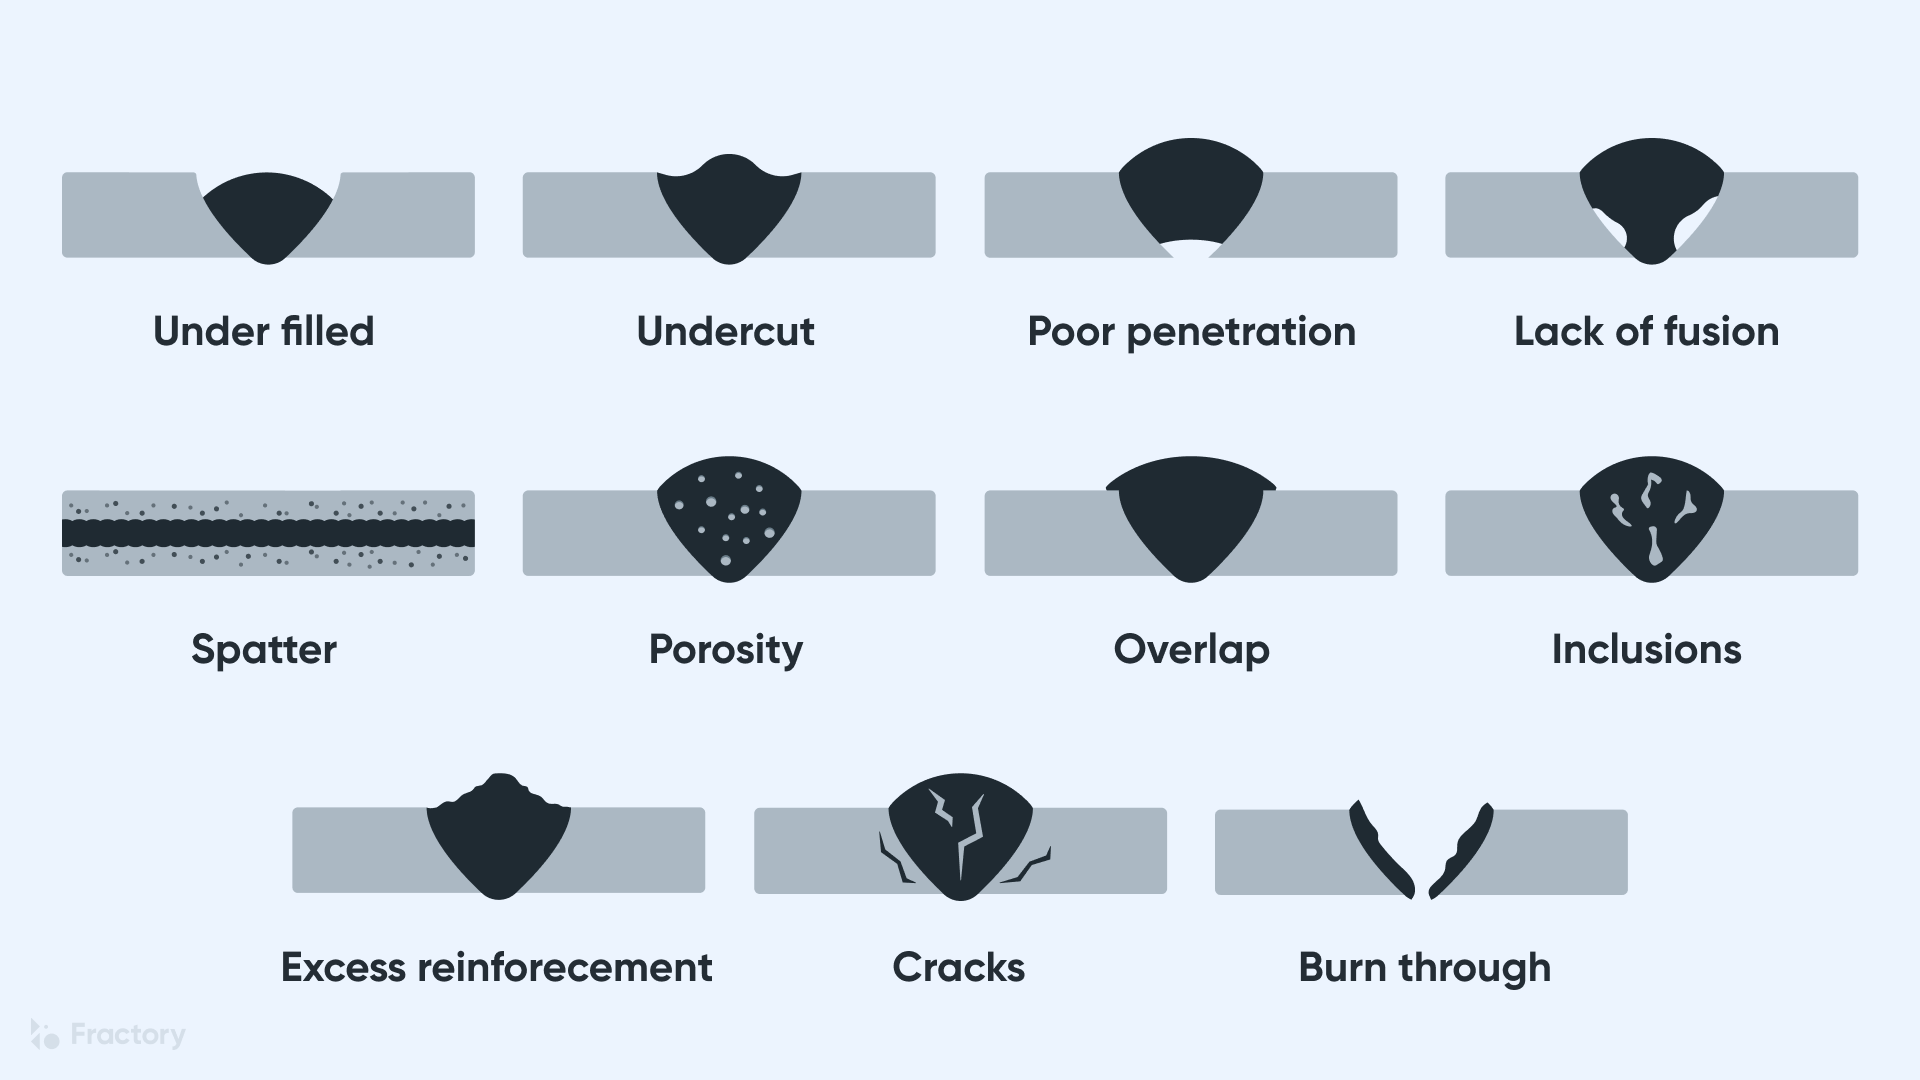 Under filled
Undercut
Poor penetration
Lack of fusion
Spatter
Porosity
Overlap
Inclusions
Excess reinforecement
Cracks
Burn through
Fractory